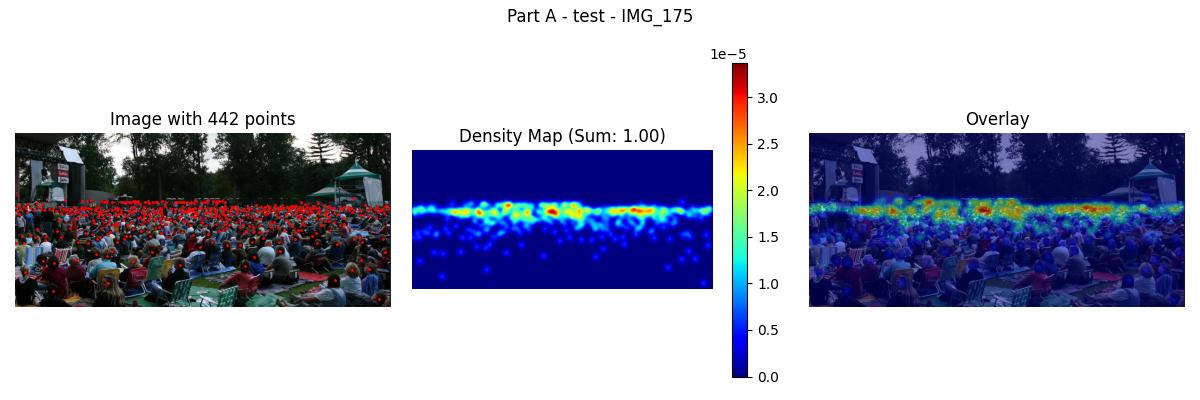 Part A - test - IMG_175
Image with 442 points
Density Map (Sum: 1.00)
1e−5
3.0
2.5
2.0
1.5
1.0
0.5
0.0
Overlay